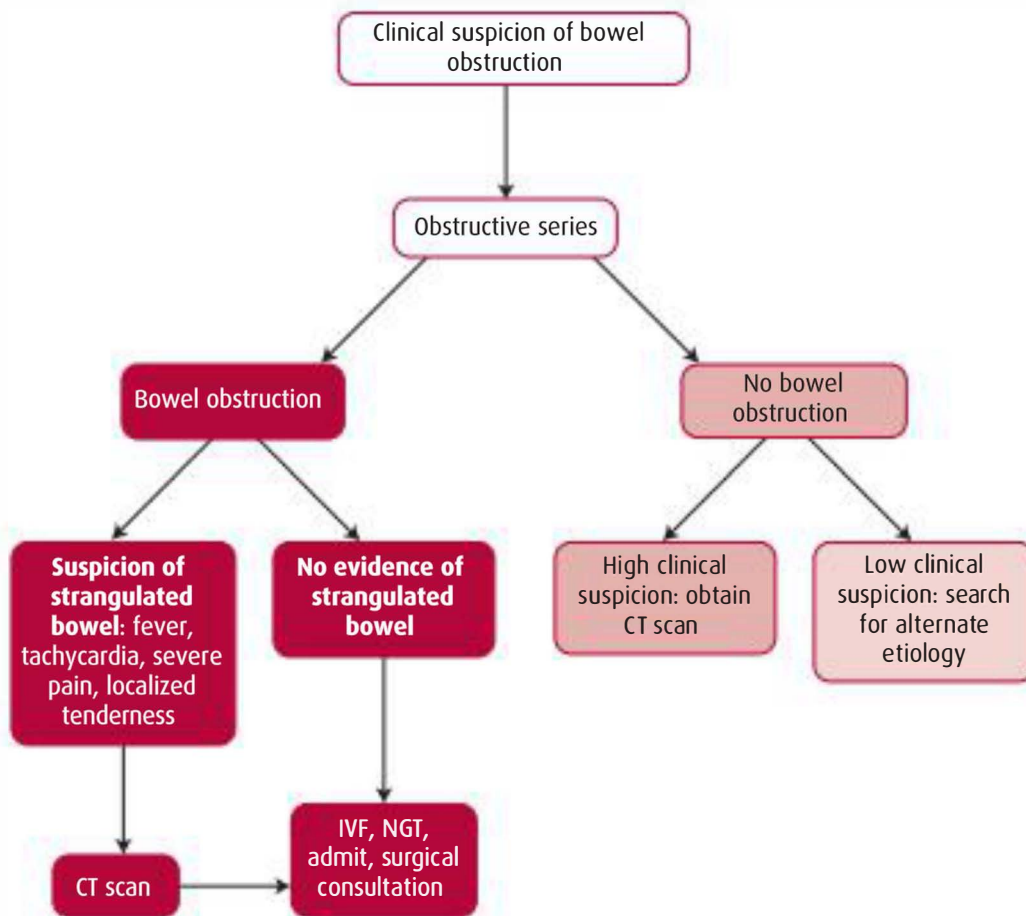 Clinical suspicion of bowel
obstruction
Obstructive series
Bowel obstruction
No bowel
obstruction
Suspicion of
strangulated
bowel: fever,
tachycardia, severe
pain, localized
tenderness
No evidence of
strangulated
bowel
High clinical
suspicion: obtain
CT scan
Low clinical
suspicion: search
for alternate
etiology
CT scan
IVF, NGT,
admit, surgical
consultation